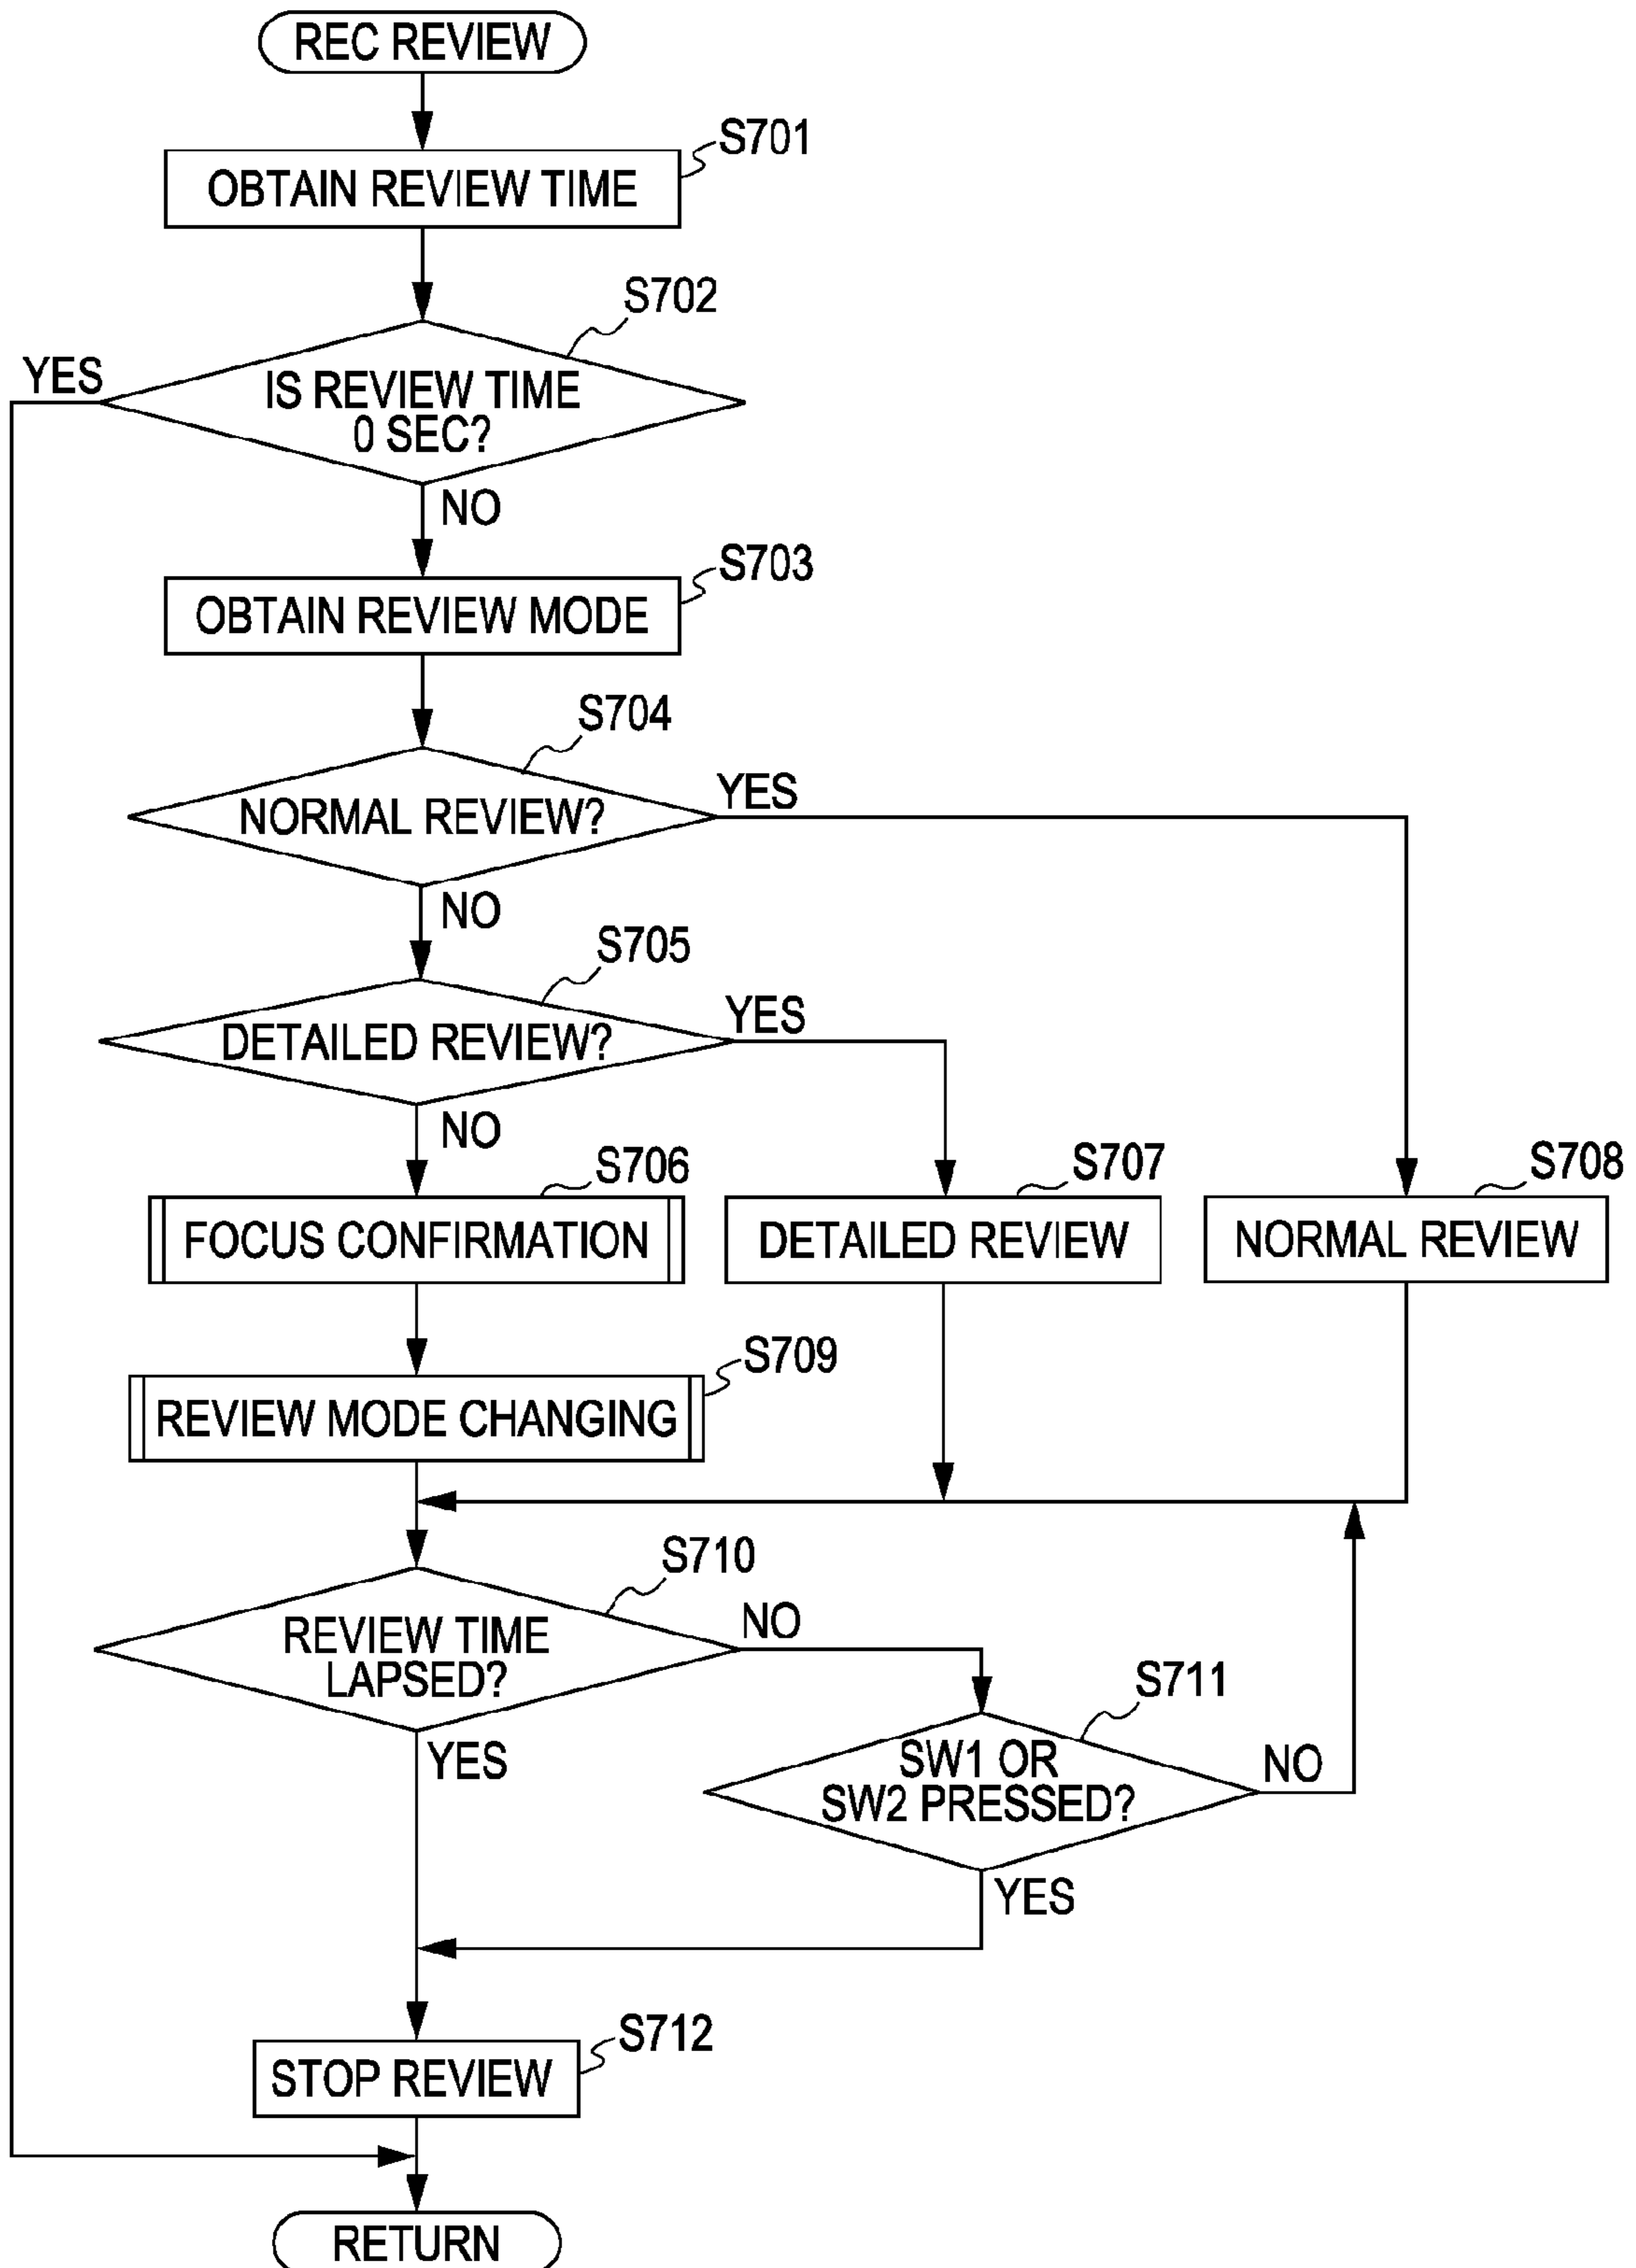 REC REVIEW
S701
OBTAIN REVIEW TIME
S702
YES
IS REVIEW TIME
0 SEC?
NO
S703
OBTAIN REVIEW MODE
S704
NORMAL REVIEW?
YES
NO
S705
DETAILED REVIEW?
YES
NO
S706
S707
S708
FOCUS CONFIRMATION
DETAILED REVIEW
NORMAL REVIEW
S709
REVIEW MODE CHANGING
S710
REVIEW TIME
LAPSED?
NO
YES
S711
SW1 OR
SW2 PRESSED?
NO
YES
S712
STOP REVIEW
RETURN